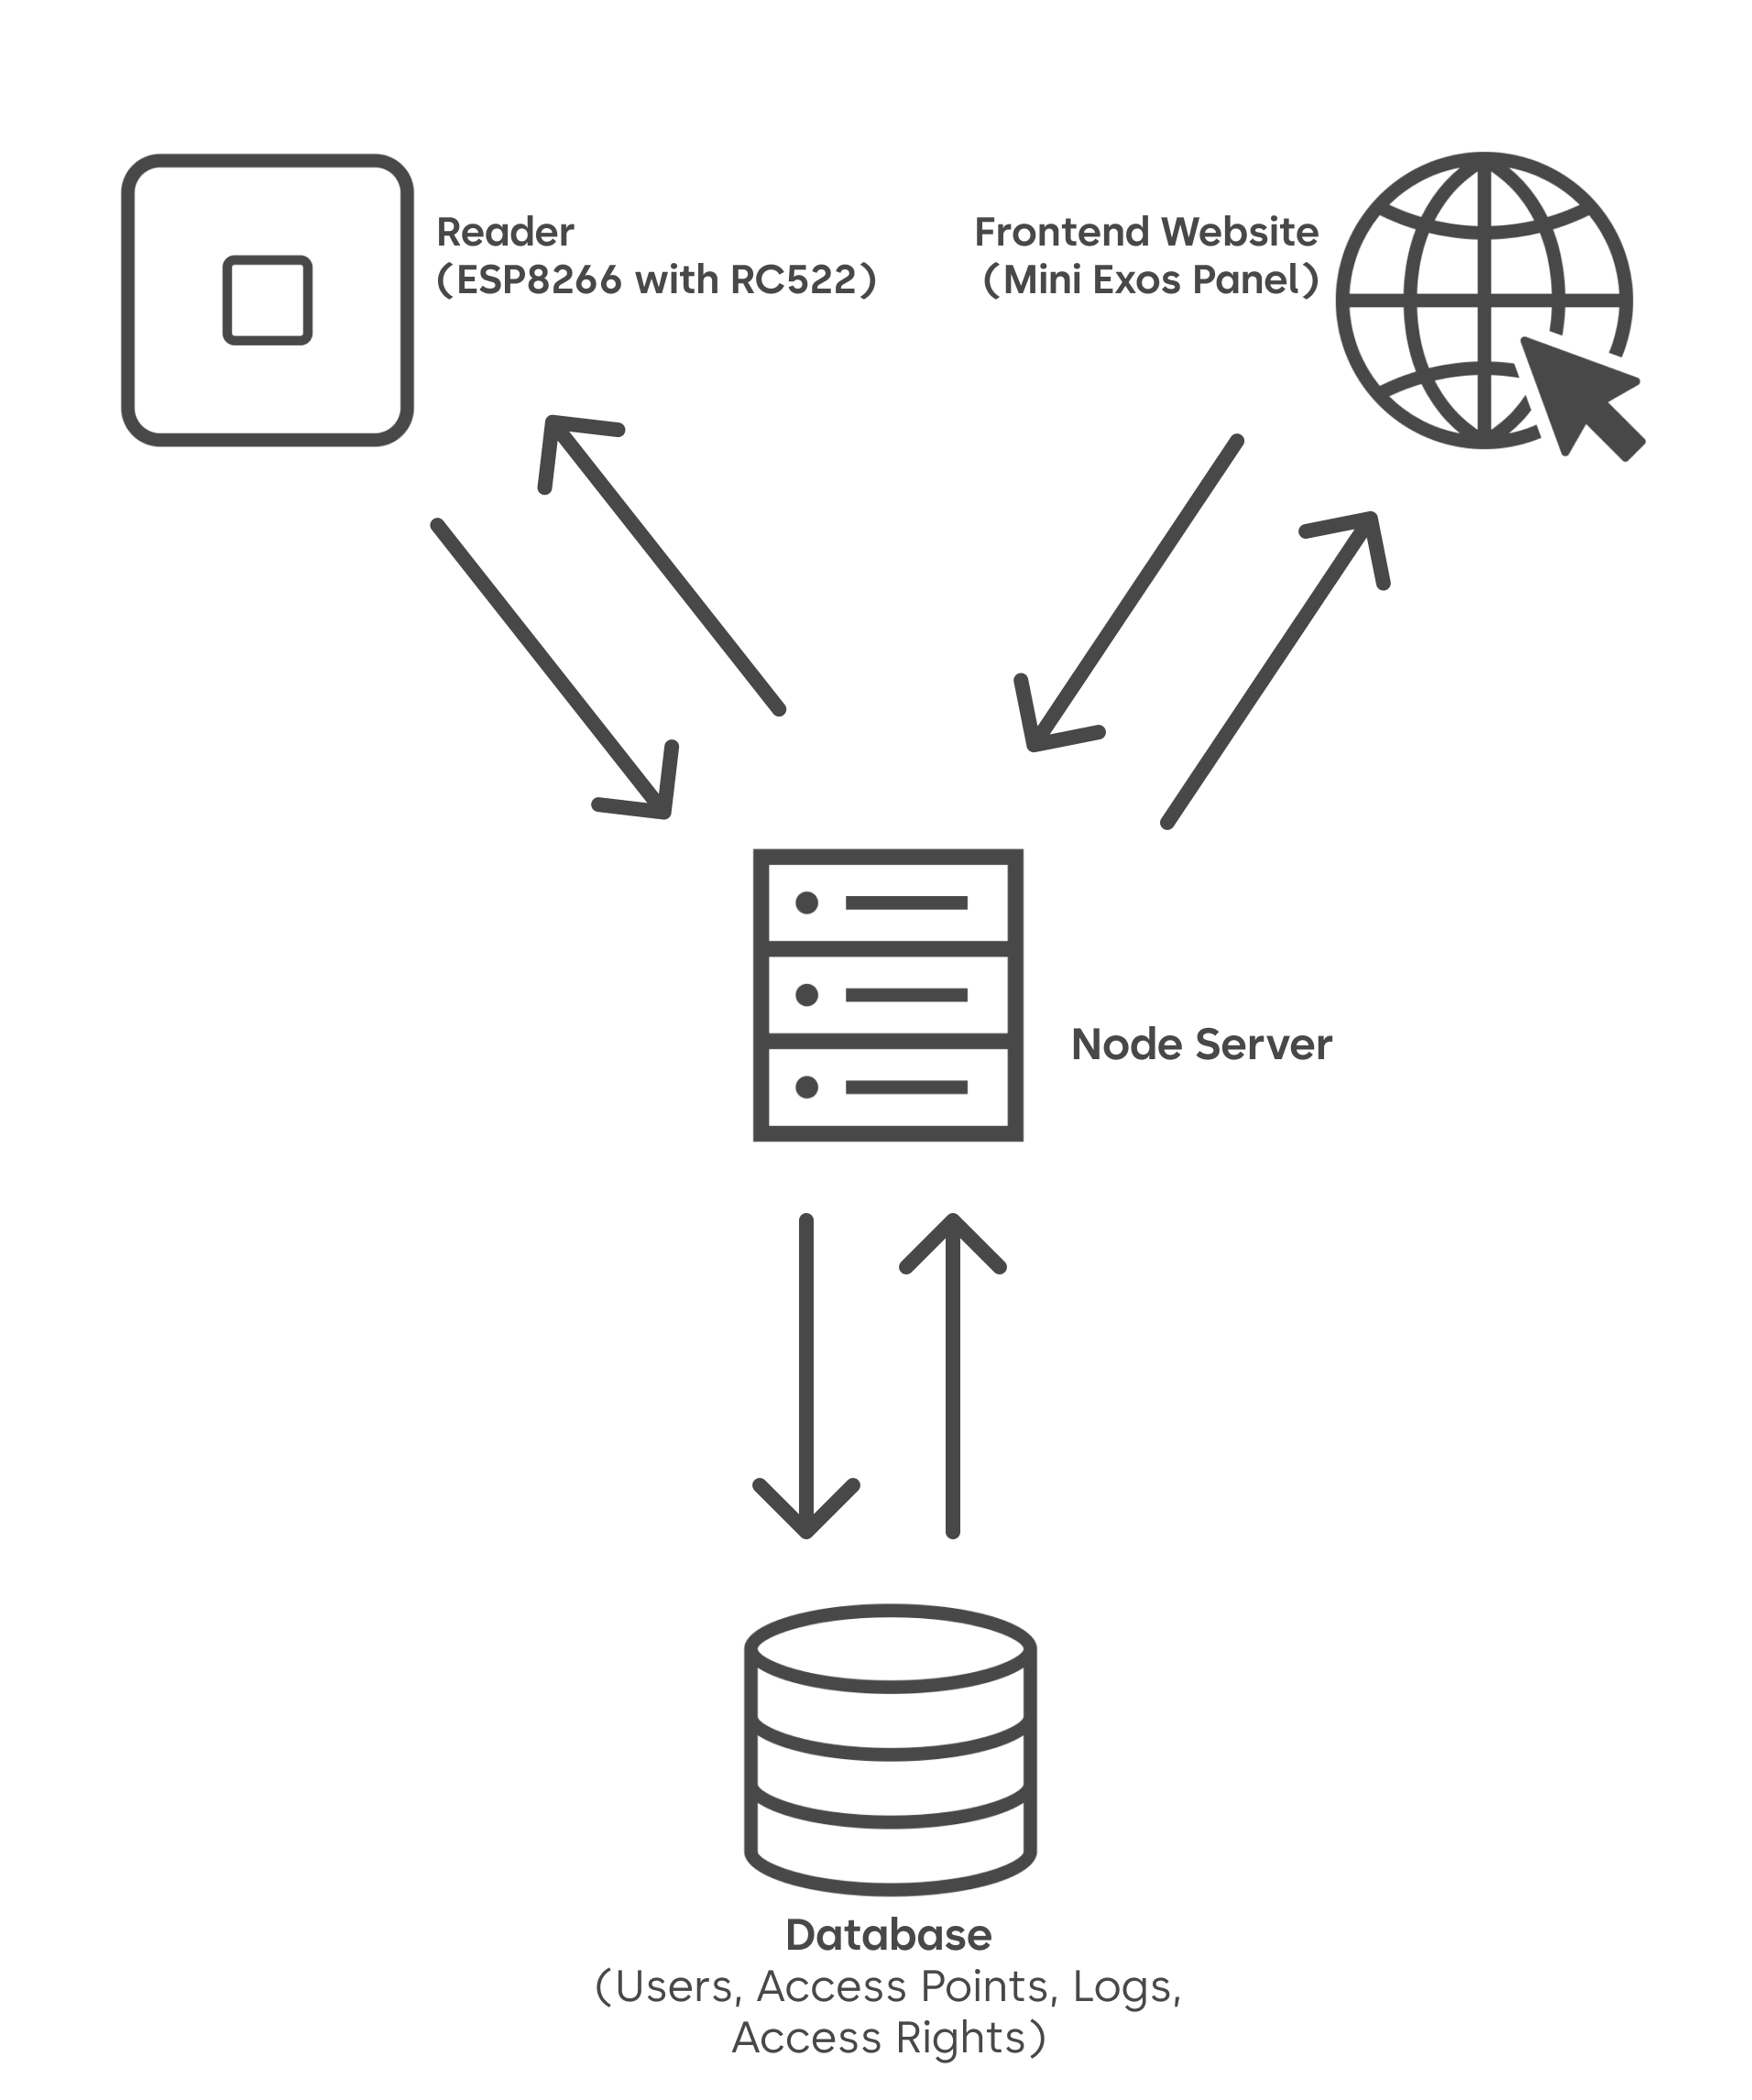 Reader
(ESP8266 with RC522)
Frontend Website
(Mini Exos Panel)
Node Server
Database
(Users, Access Points, Logs,
Access Rights)